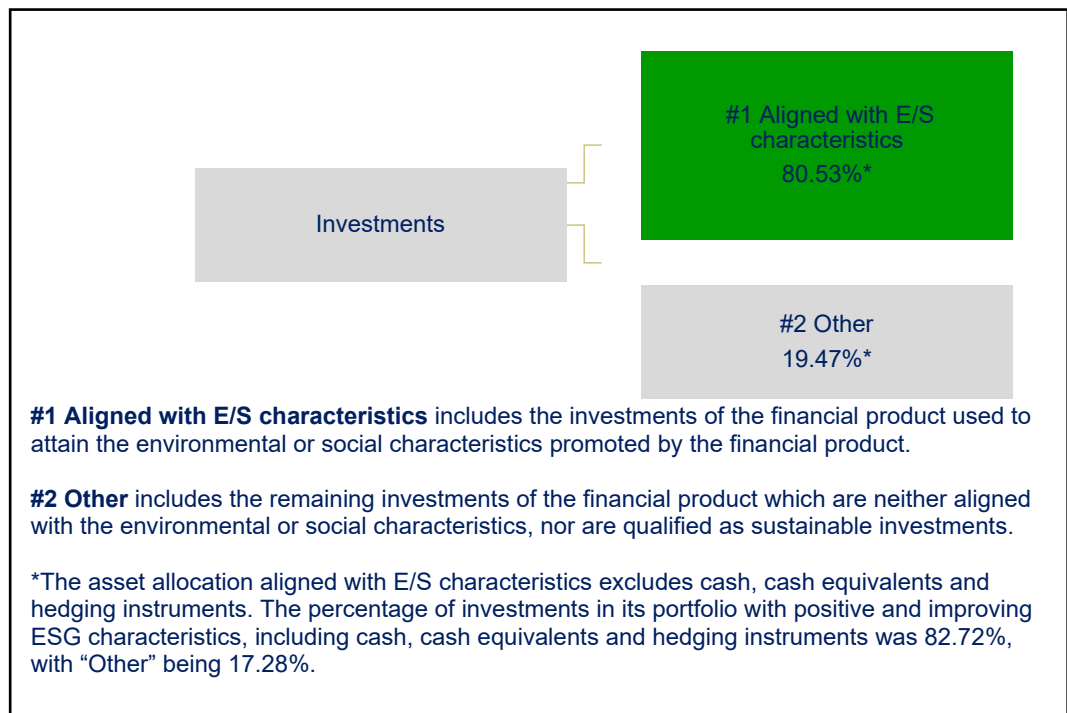 #1 Aligned with E/S
characteristics
80.53%*
Investments
#2 Other
19.47%*
#1 Aligned with E/S characteristics includes the investments of the financial product used to
attain the environmental or social characteristics promoted by the financial product.
#2 Other includes the remaining investments of the financial product which are neither aligned
with the environmental or social characteristics, nor are qualified as sustainable investments.
*The asset allocation aligned with E/S characteristics excludes cash, cash equivalents and
hedging instruments. The percentage of investments in its portfolio with positive and improving
ESG characteristics, including cash, cash equivalents and hedging instruments was 82.72%,
with “Other” being 17.28%.